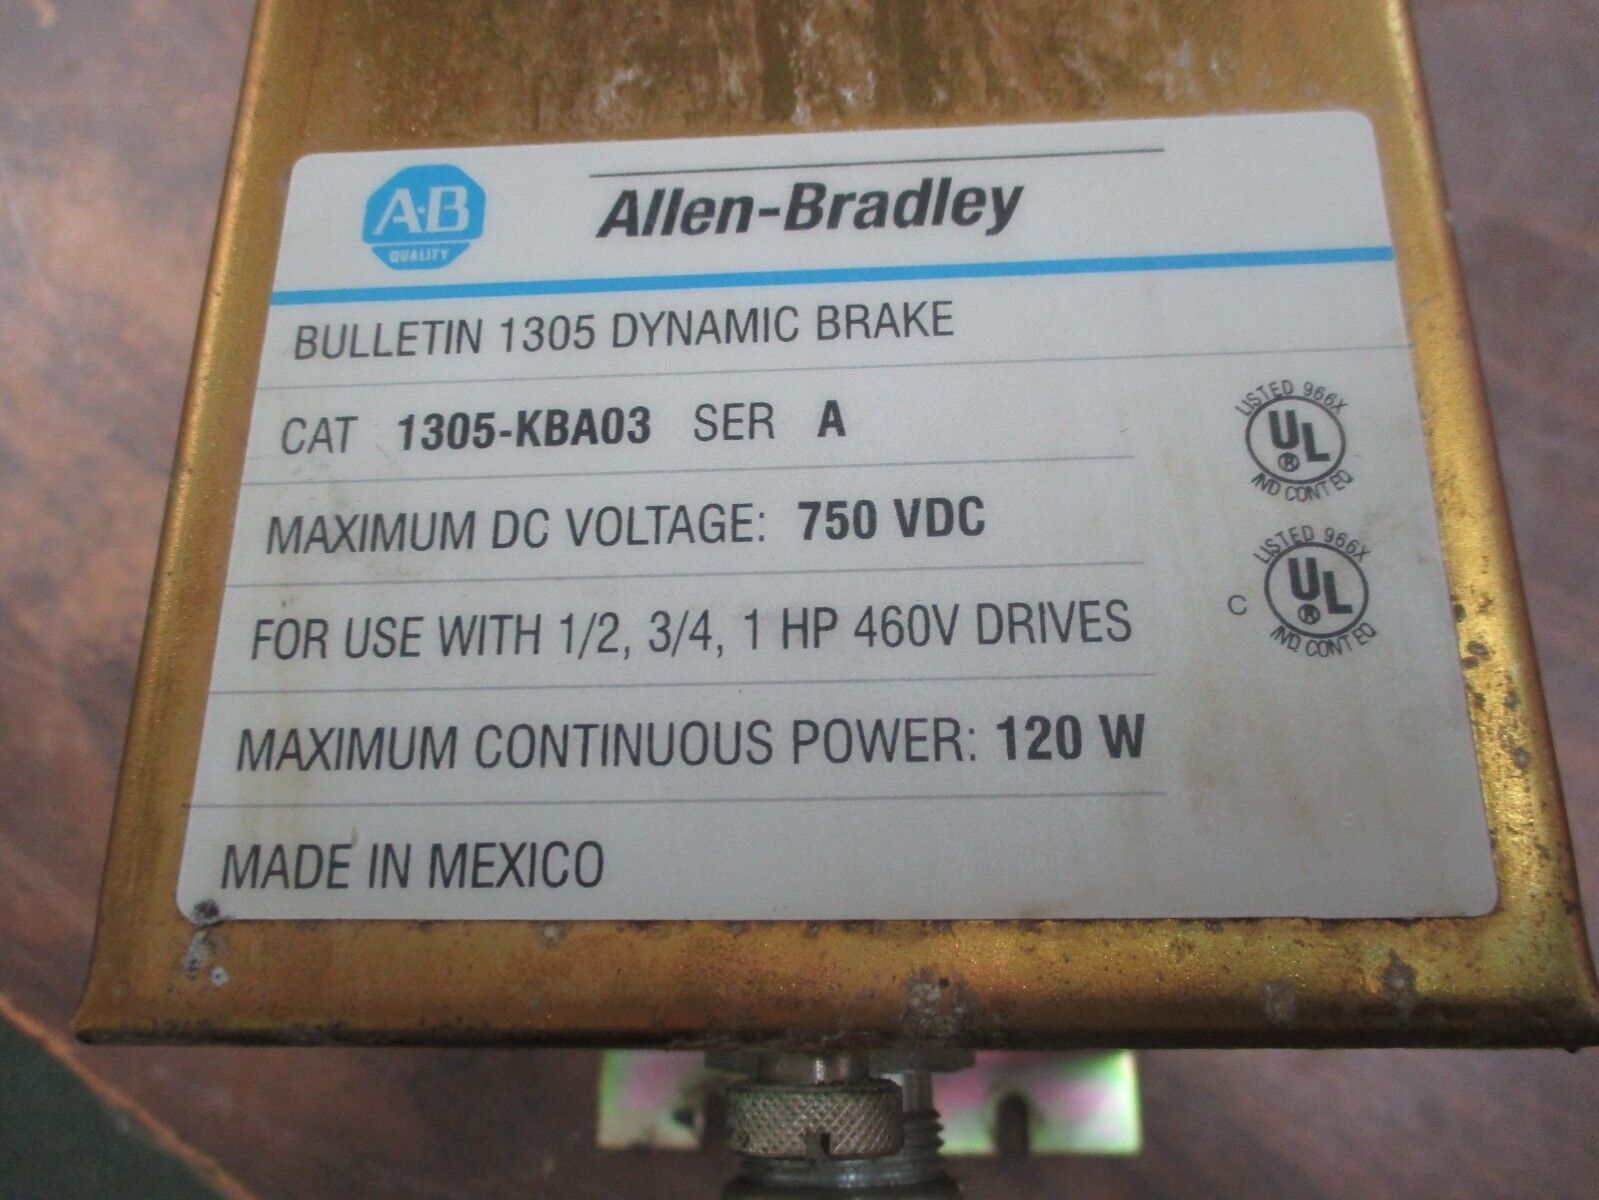 A·B
QUALITY
Allen-Bradley
BULLETIN 1305 DYNAMIC BRAKE
CAT 1305-KBA03 SER A
MAXIMUM DC VOLTAGE: 750 VDC
FOR USE WITH 1/2, 3/4, 1 HP 460V DRIVES
MAXIMUM CONTINUOUS POWER: 120 W
MADE IN MEXICO
LISTED 966X
UL
®
IND CONT EQ
LISTED 966X
C UL
®
IND CONT EQ